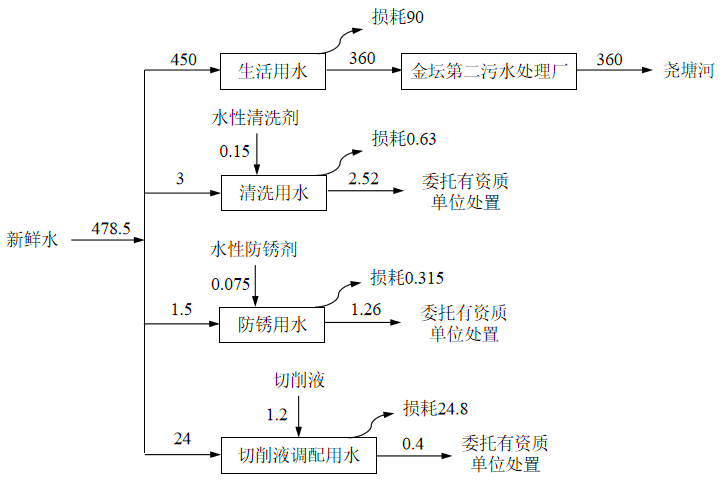 损耗90
450
生活用水
360
金坛第二污水处理厂
360
尧塘河
水性清洗剂
0.15
损耗0.63
3
清洗用水
2.52
委托有资质
单位处置
新鲜水
478.5
水性防锈剂
0.075
损耗0.315
1.5
防锈用水
1.26
委托有资质
单位处置
切削液
1.2
损耗24.8
24
切削液调配用水
0.4
委托有资质
单位处置